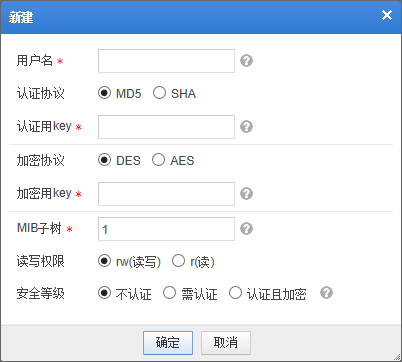 新建
用户名 *
认证协议 MD5 SHA
认证用key *
加密协议 DES AES
加密用key *
MIB子树 * 1
读写权限 rw(读写) r(读)
安全等级 不认证 需认证 认证且加密
确定 取消